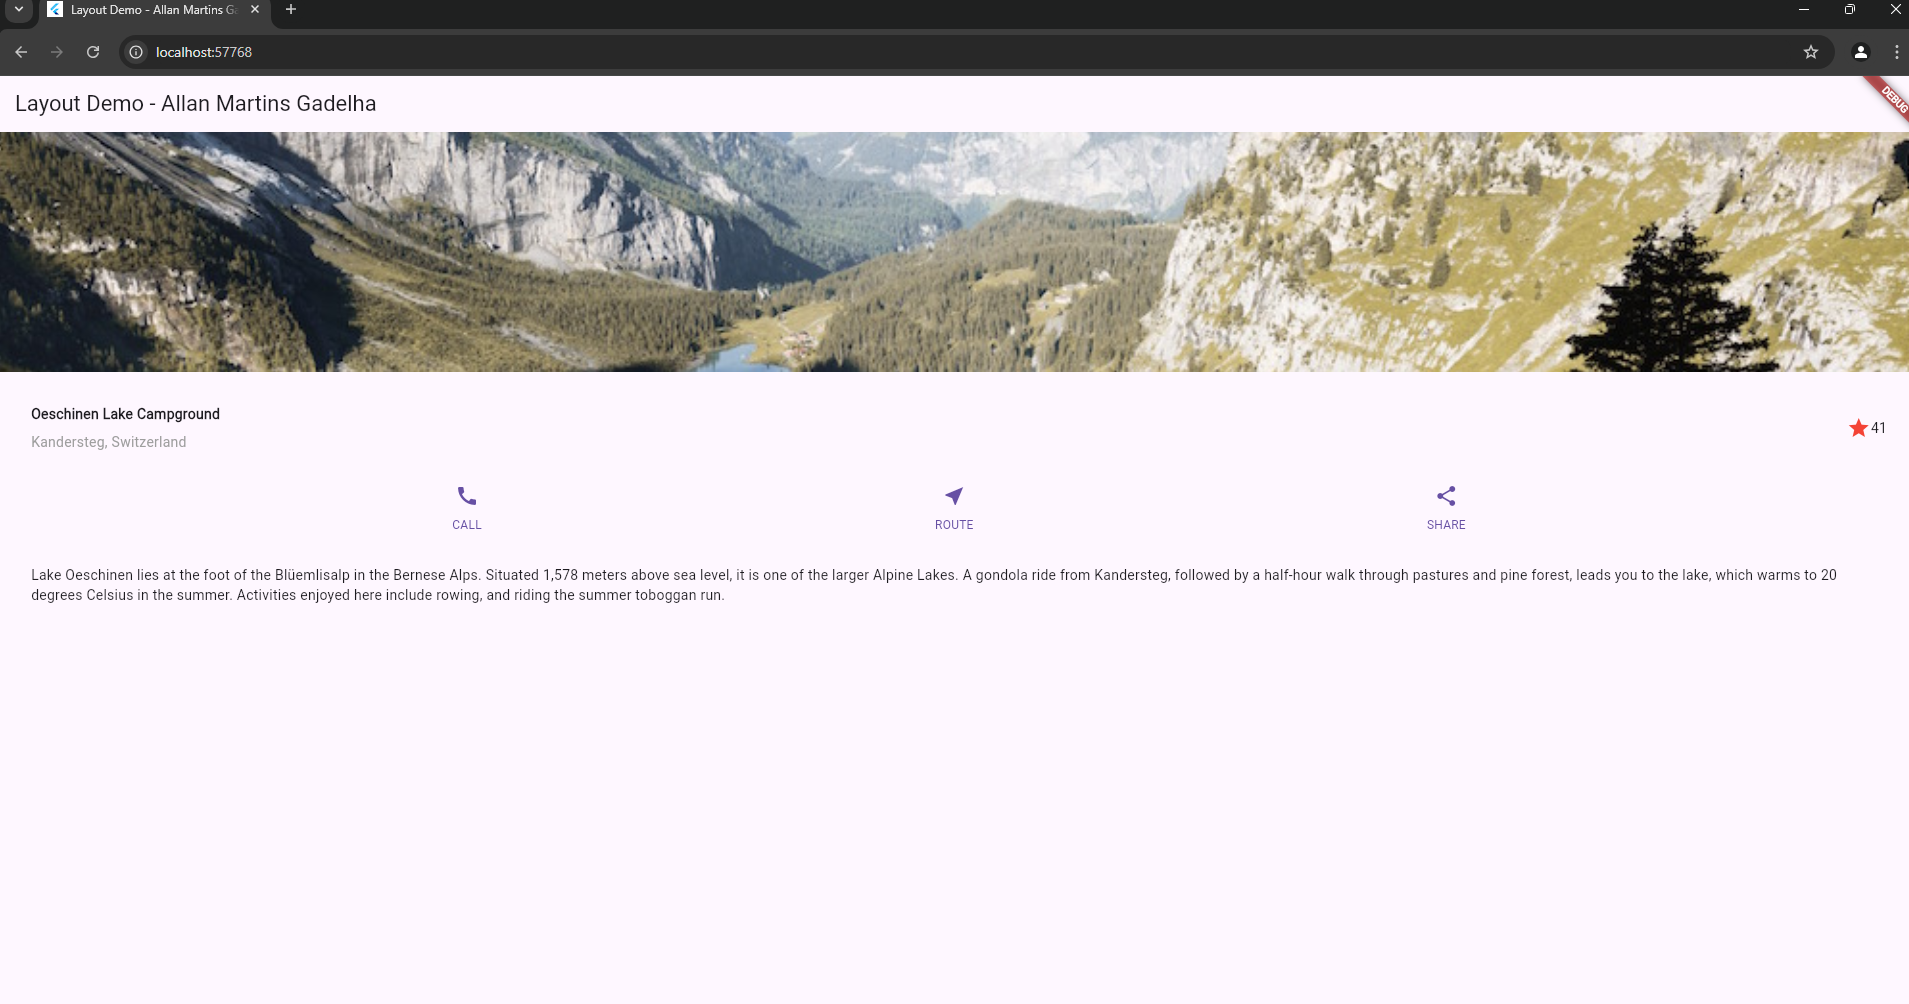 Layout Demo - Allan Martins G
localhost:57768
Layout Demo - Allan Martins Gadelha
DEBUG
Oeschinen Lake Campground
Kandersteg, Switzerland
41
CALL
ROUTE
SHARE
Lake Oeschinen lies at the foot of the Blüemlisalp in the Bernese Alps. Situated 1,578 meters above sea level, it is one of the larger Alpine Lakes. A gondola ride from Kandersteg, followed by a half-hour walk through pastures and pine forest, leads you to the lake, which warms to 20
degrees Celsius in the summer. Activities enjoyed here include rowing, and riding the summer toboggan run.